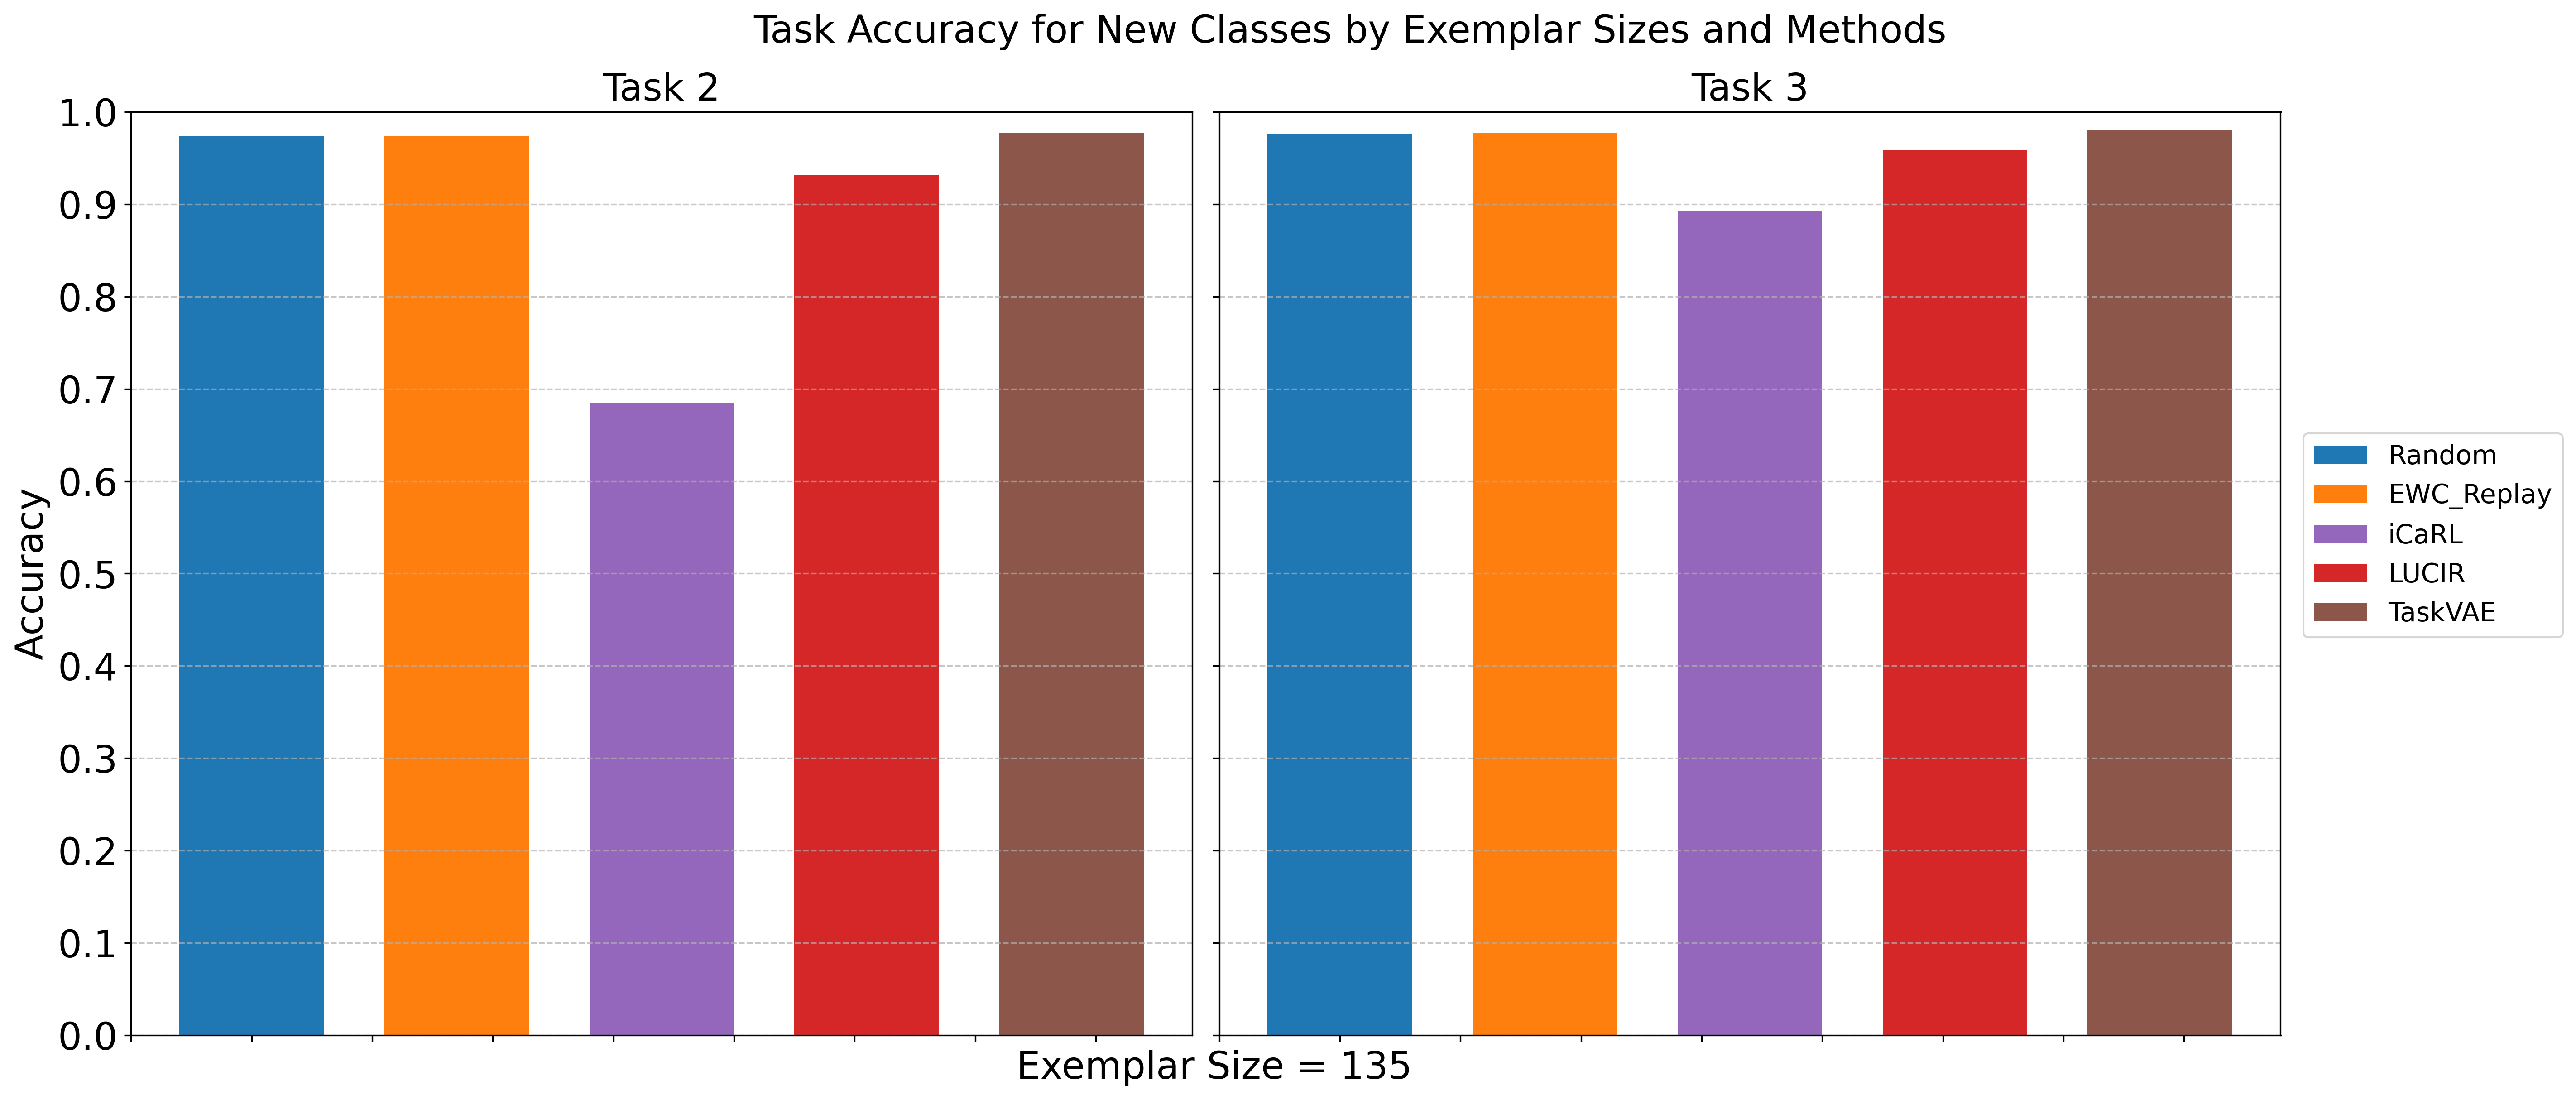 Task Accuracy for New Classes by Exemplar Sizes and Methods
Task 2
Task 3
1.0
0.9
0.8
0.7
0.6
0.5
0.4
0.3
0.2
0.1
0.0
Accuracy
Exemplar Size = 135
Random
EWC_Replay
iCaRL
LUCIR
TaskVAE